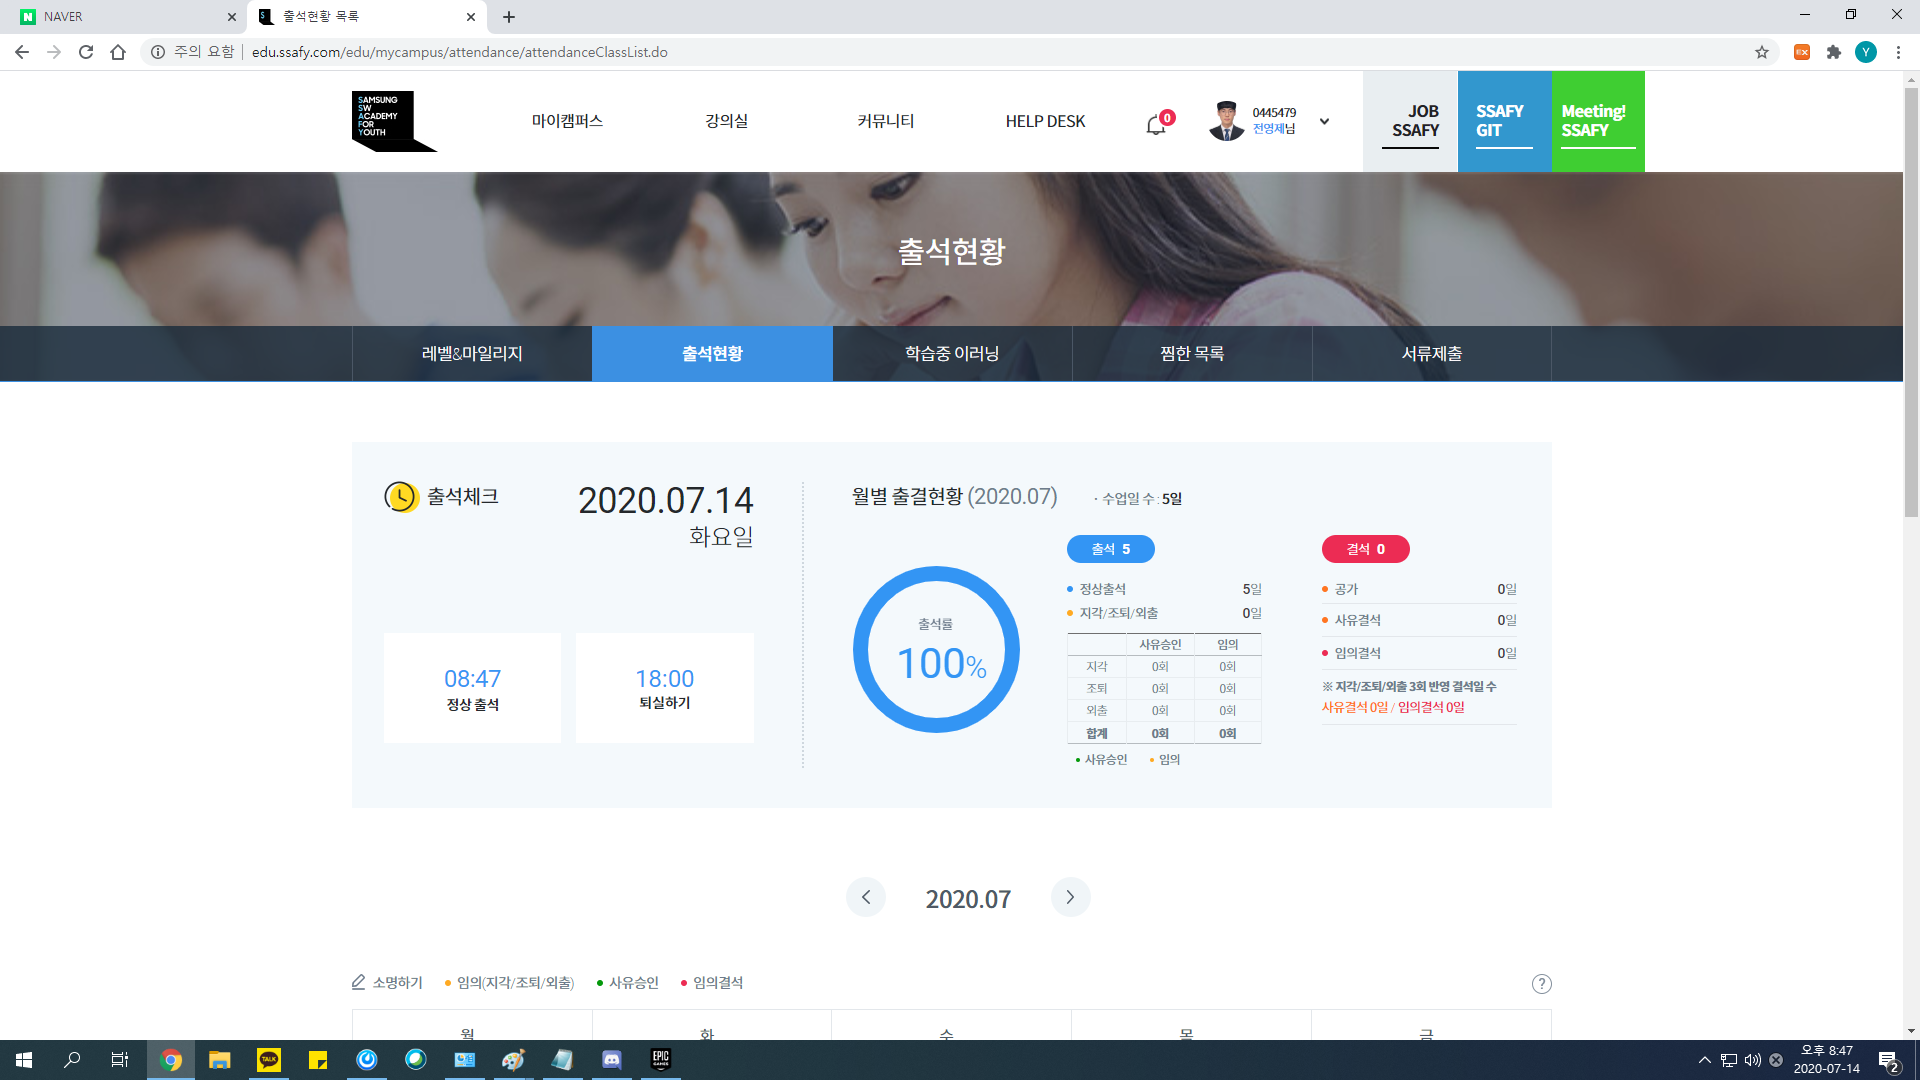 NAVER
출석현황 목록
주의 요함
edu.ssafy.com/edu/mycampus/attendance/attendanceClassList.do
EX
Y
SAMSUNG
SW
ACADEMY
FOR
YOUTH
마이캠퍼스
강의실
커뮤니티
HELP DESK
0
0445479
전영제님
JOB
SSAFY
SSAFY
GIT
Meeting!
SSAFY
출석현황
레벨&마일리지
출석현황
학습중 이러닝
찜한 목록
서류제출
출석체크
2020.07.14
화요일
08:47
정상 출석
18:00
퇴실하기
월별 출결현황 (2020.07)
· 수업일 수 : 5일
출석률
100%
출석 5
정상출석 5일
지각/조퇴/외출 0일
사유승인 임의
지각 0회 0회
조퇴 0회 0회
외출 0회 0회
합계 0회 0회
사유승인 임의
결석 0
공가 0일
사유결석 0일
임의결석 0일
※ 지각/조퇴/외출 3회 반영 결석일 수
사유결석 0일 / 임의결석 0일
2020.07
소명하기
임의(지각/조퇴/외출)
사유승인
임의결석
?
월 화 수 목 금
TALK
EPIC
GAMES
오후 8:47
2020-07-14
2